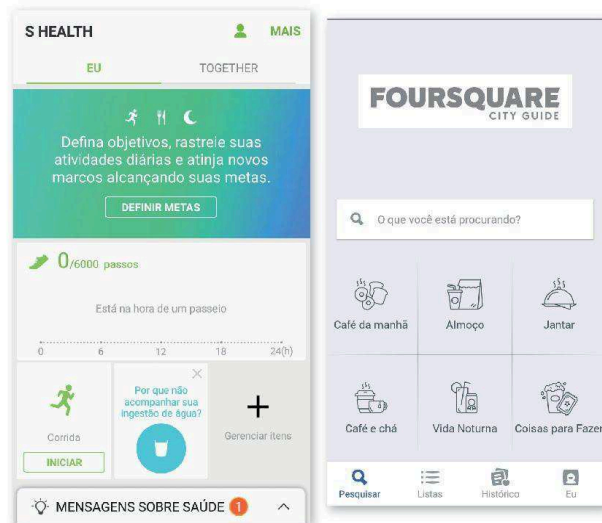 S HEALTH
MAIS
EU
TOGETHER
Defina objetivos, rastreie suas
atividades diárias e atinja novos
marcos alcançando suas metas.
DEFINIR METAS
0/6000 passos
Está na hora de um passeio
0 6 12 18 24(h)
Corrida
INICIAR
Por que não
acompanhar sua
ingestão de água?
Gerenciar itens
MENSAGENS SOBRE SAÚDE 1
FOURSQUARE
CITY GUIDE
O que você está procurando?
Café da manhã
Almoço
Jantar
Café e chá
Vida Noturna
Coisas para Fazer
Pesquisar
Listas
Histórico
Eu